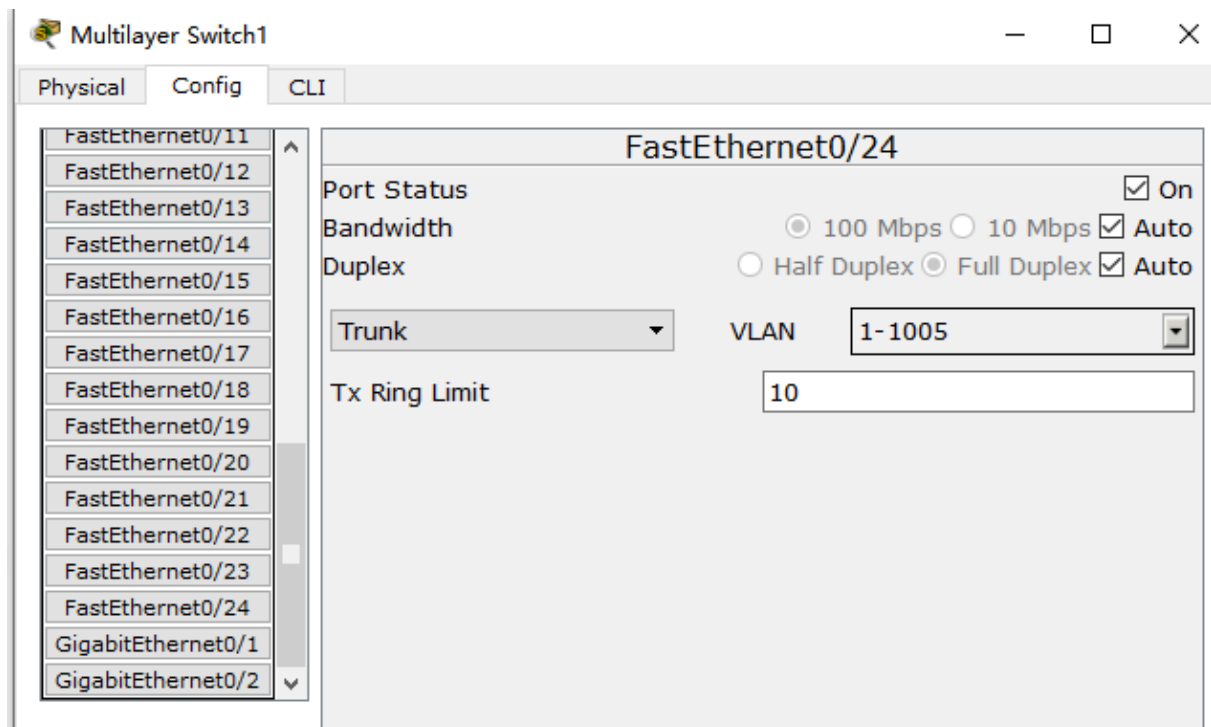 Multilayer Switch1
Physical Config CLI
FastEthernet0/11
FastEthernet0/12
FastEthernet0/13
FastEthernet0/14
FastEthernet0/15
FastEthernet0/16
FastEthernet0/17
FastEthernet0/18
FastEthernet0/19
FastEthernet0/20
FastEthernet0/21
FastEthernet0/22
FastEthernet0/23
FastEthernet0/24
GigabitEthernet0/1
GigabitEthernet0/2
FastEthernet0/24
Port Status On
Bandwidth 100 Mbps 10 Mbps Auto
Duplex Half Duplex Full Duplex Auto
Trunk VLAN 1-1005
Tx Ring Limit 10